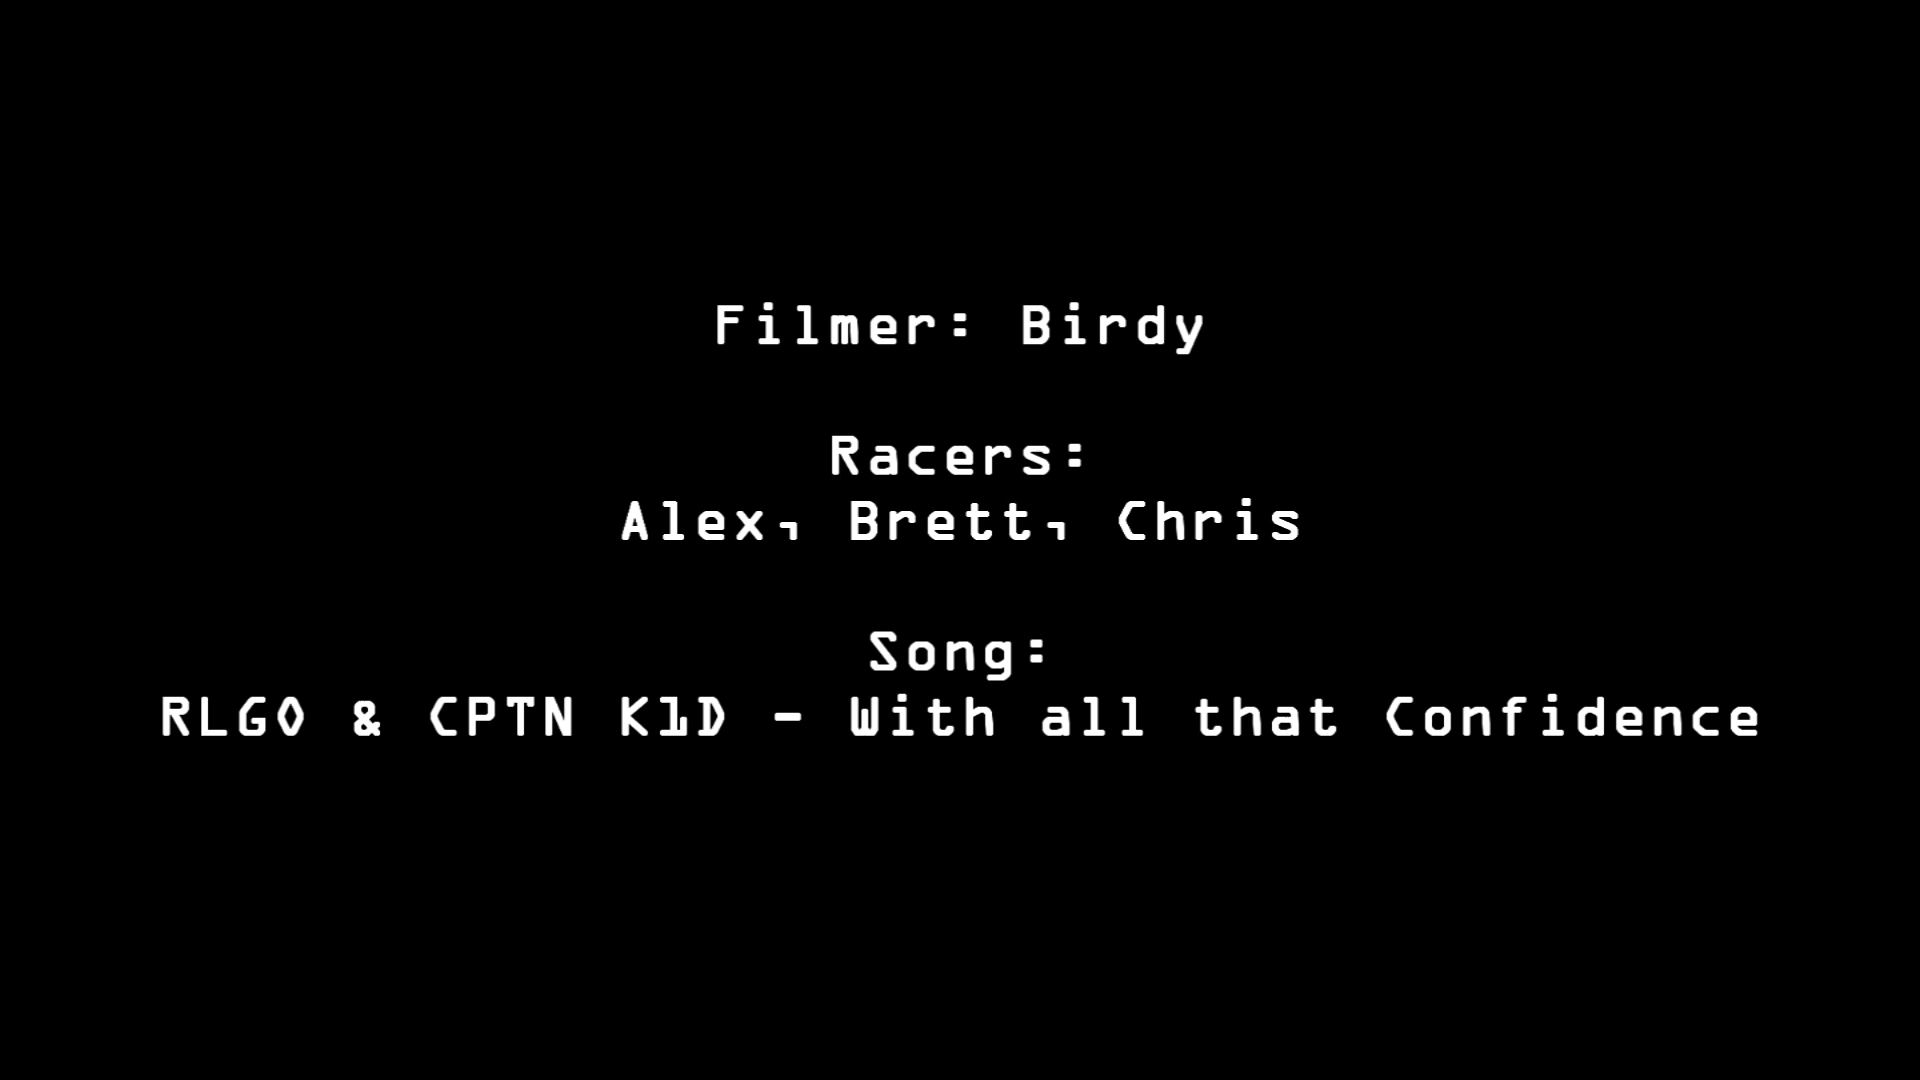 Filmer: Birdy
Racers:
Alex, Brett, Chris
Song:
RLGO & CPTN K1D - With all that Confidence